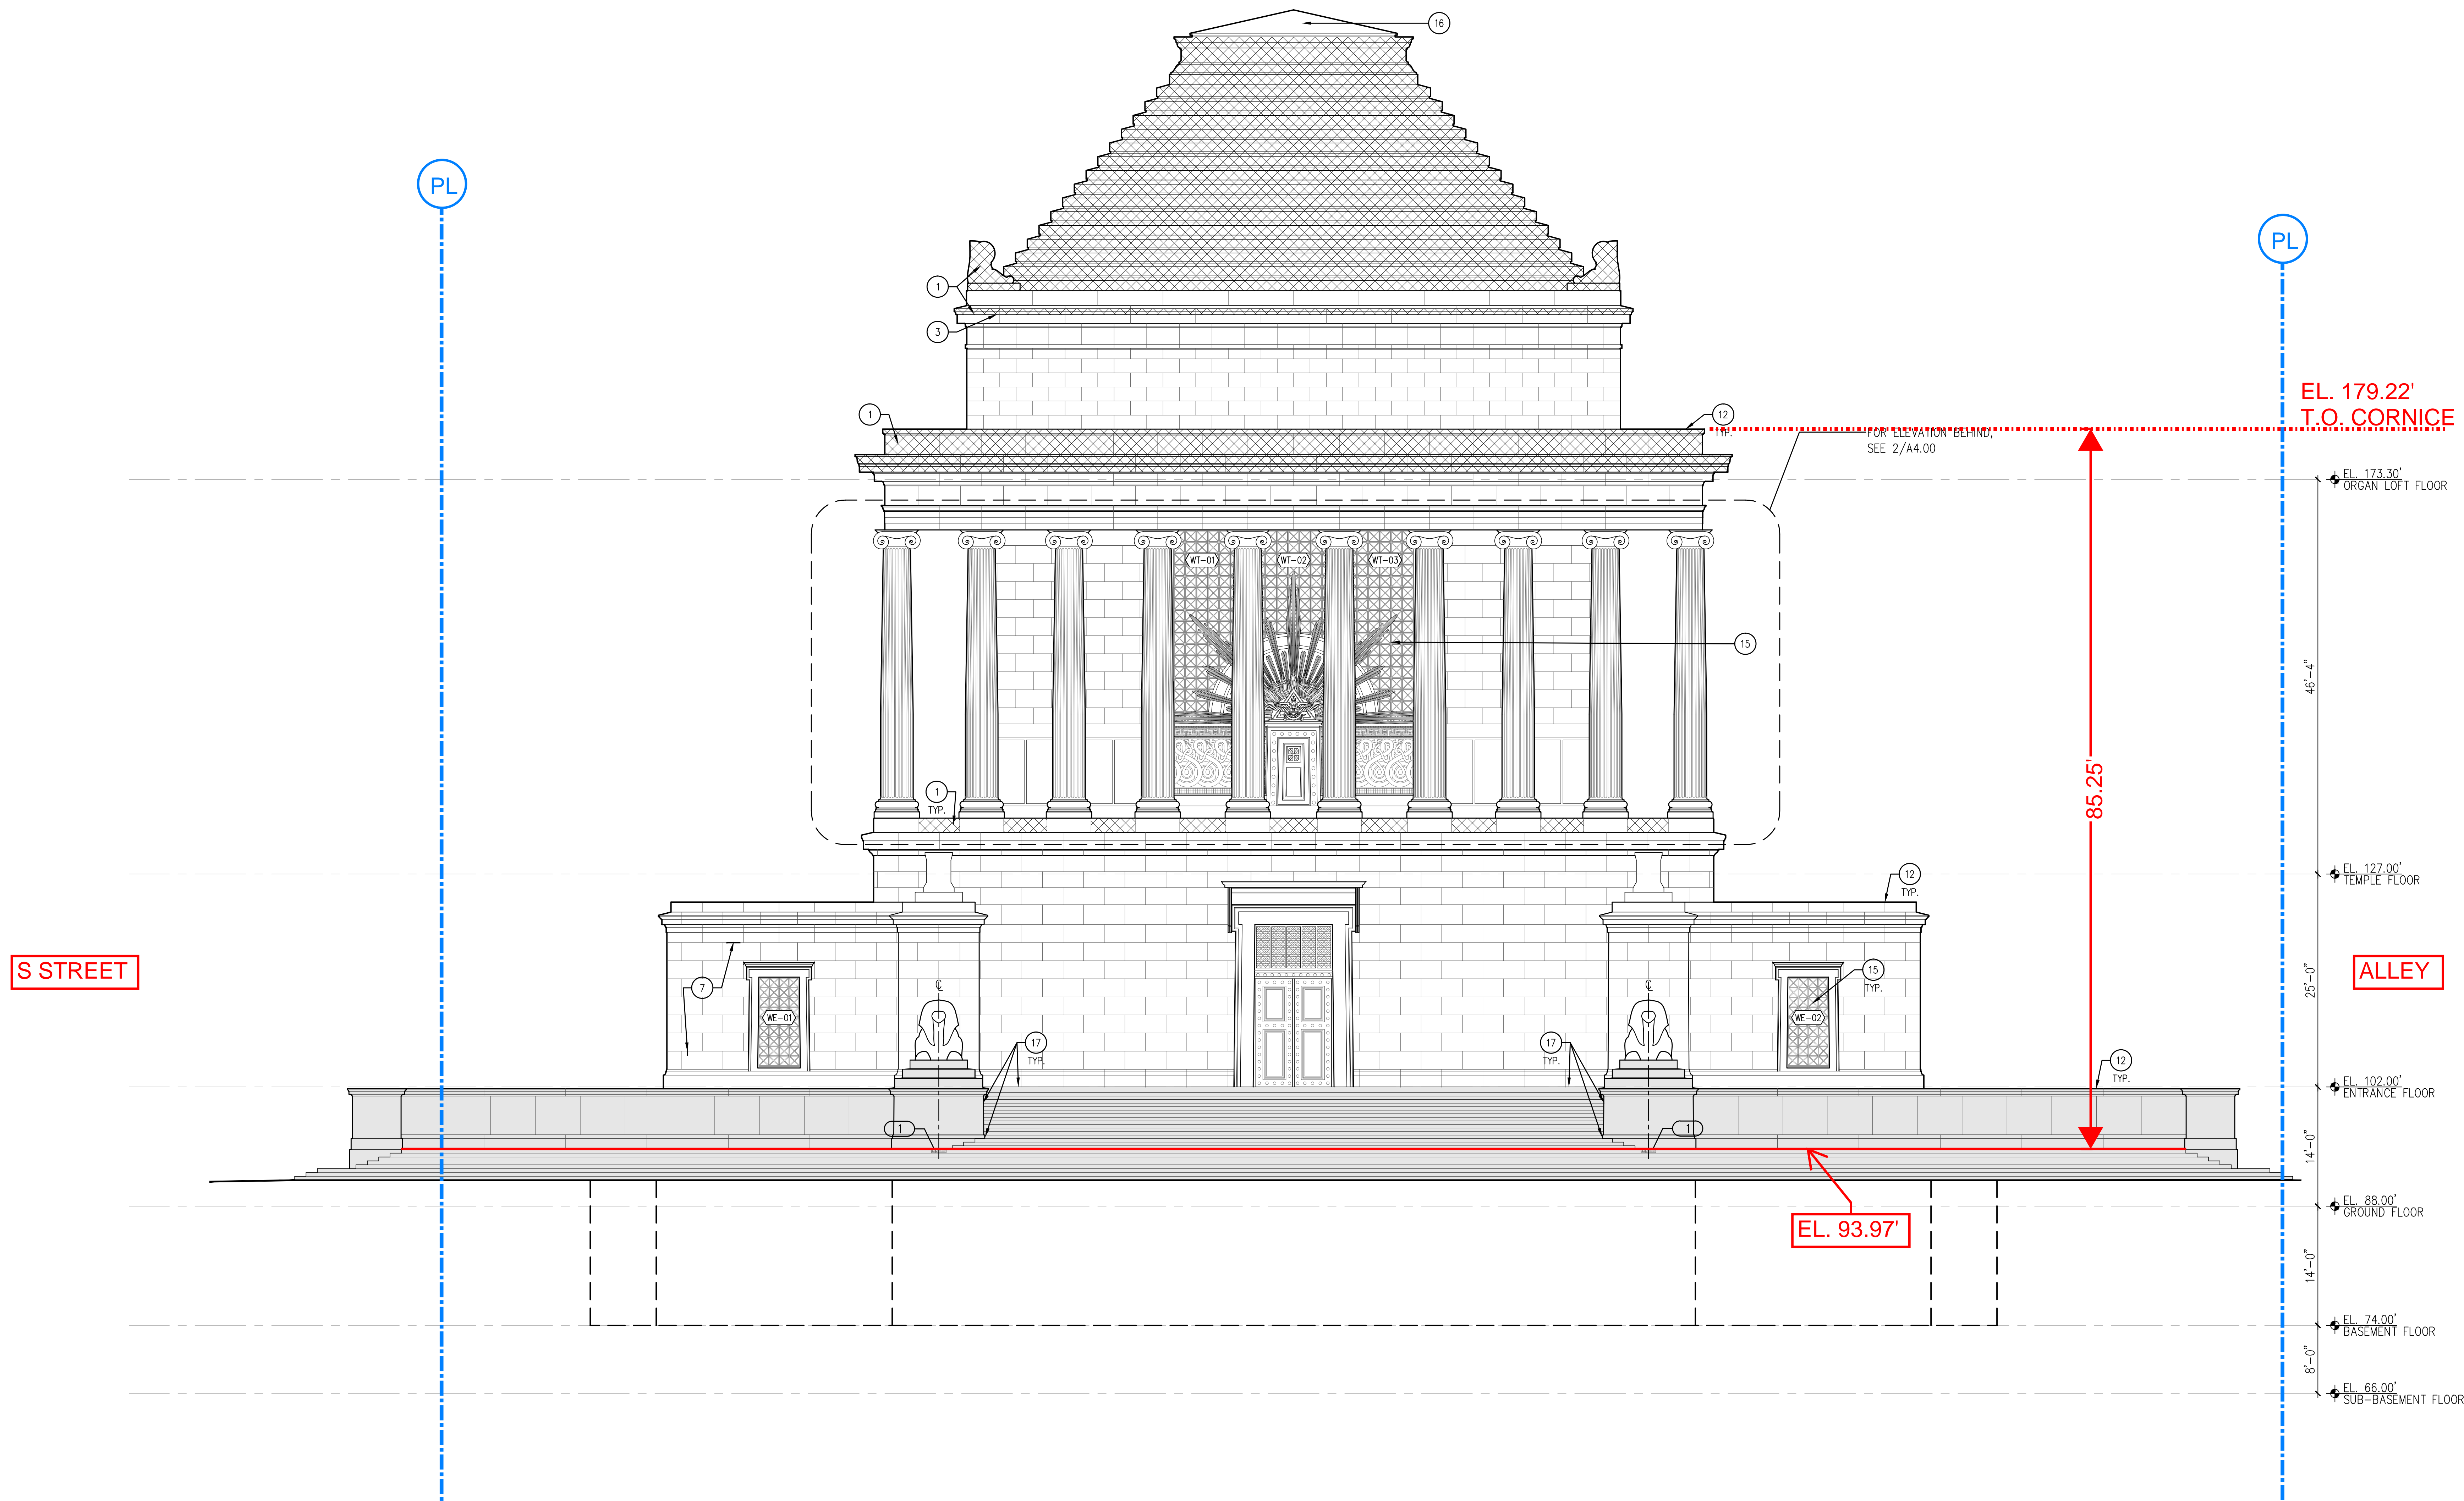 16
PL
PL
1
3
EL. 179.22'
T.O. CORNICE
1
12
TYP.
FOR ELEVATION BEHIND,
SEE 2/A4.00
EL. 173.30'
ORGAN LOFT FLOOR
WT-01
WT-02
WT-03
15
46'-4"
85.25'
1
TYP.
EL. 127.00'
TEMPLE FLOOR
12
TYP.
S STREET
ALLEY
7
15
TYP.
25'-0"
WE-01
WE-02
17
TYP.
17
TYP.
12
TYP.
EL. 102.00'
ENTRANCE FLOOR
1
1
14'-0"
EL. 88.00'
GROUND FLOOR
EL. 93.97'
14'-0"
EL. 74.00'
BASEMENT FLOOR
8'-0"
EL. 66.00'
SUB-BASEMENT FLOOR